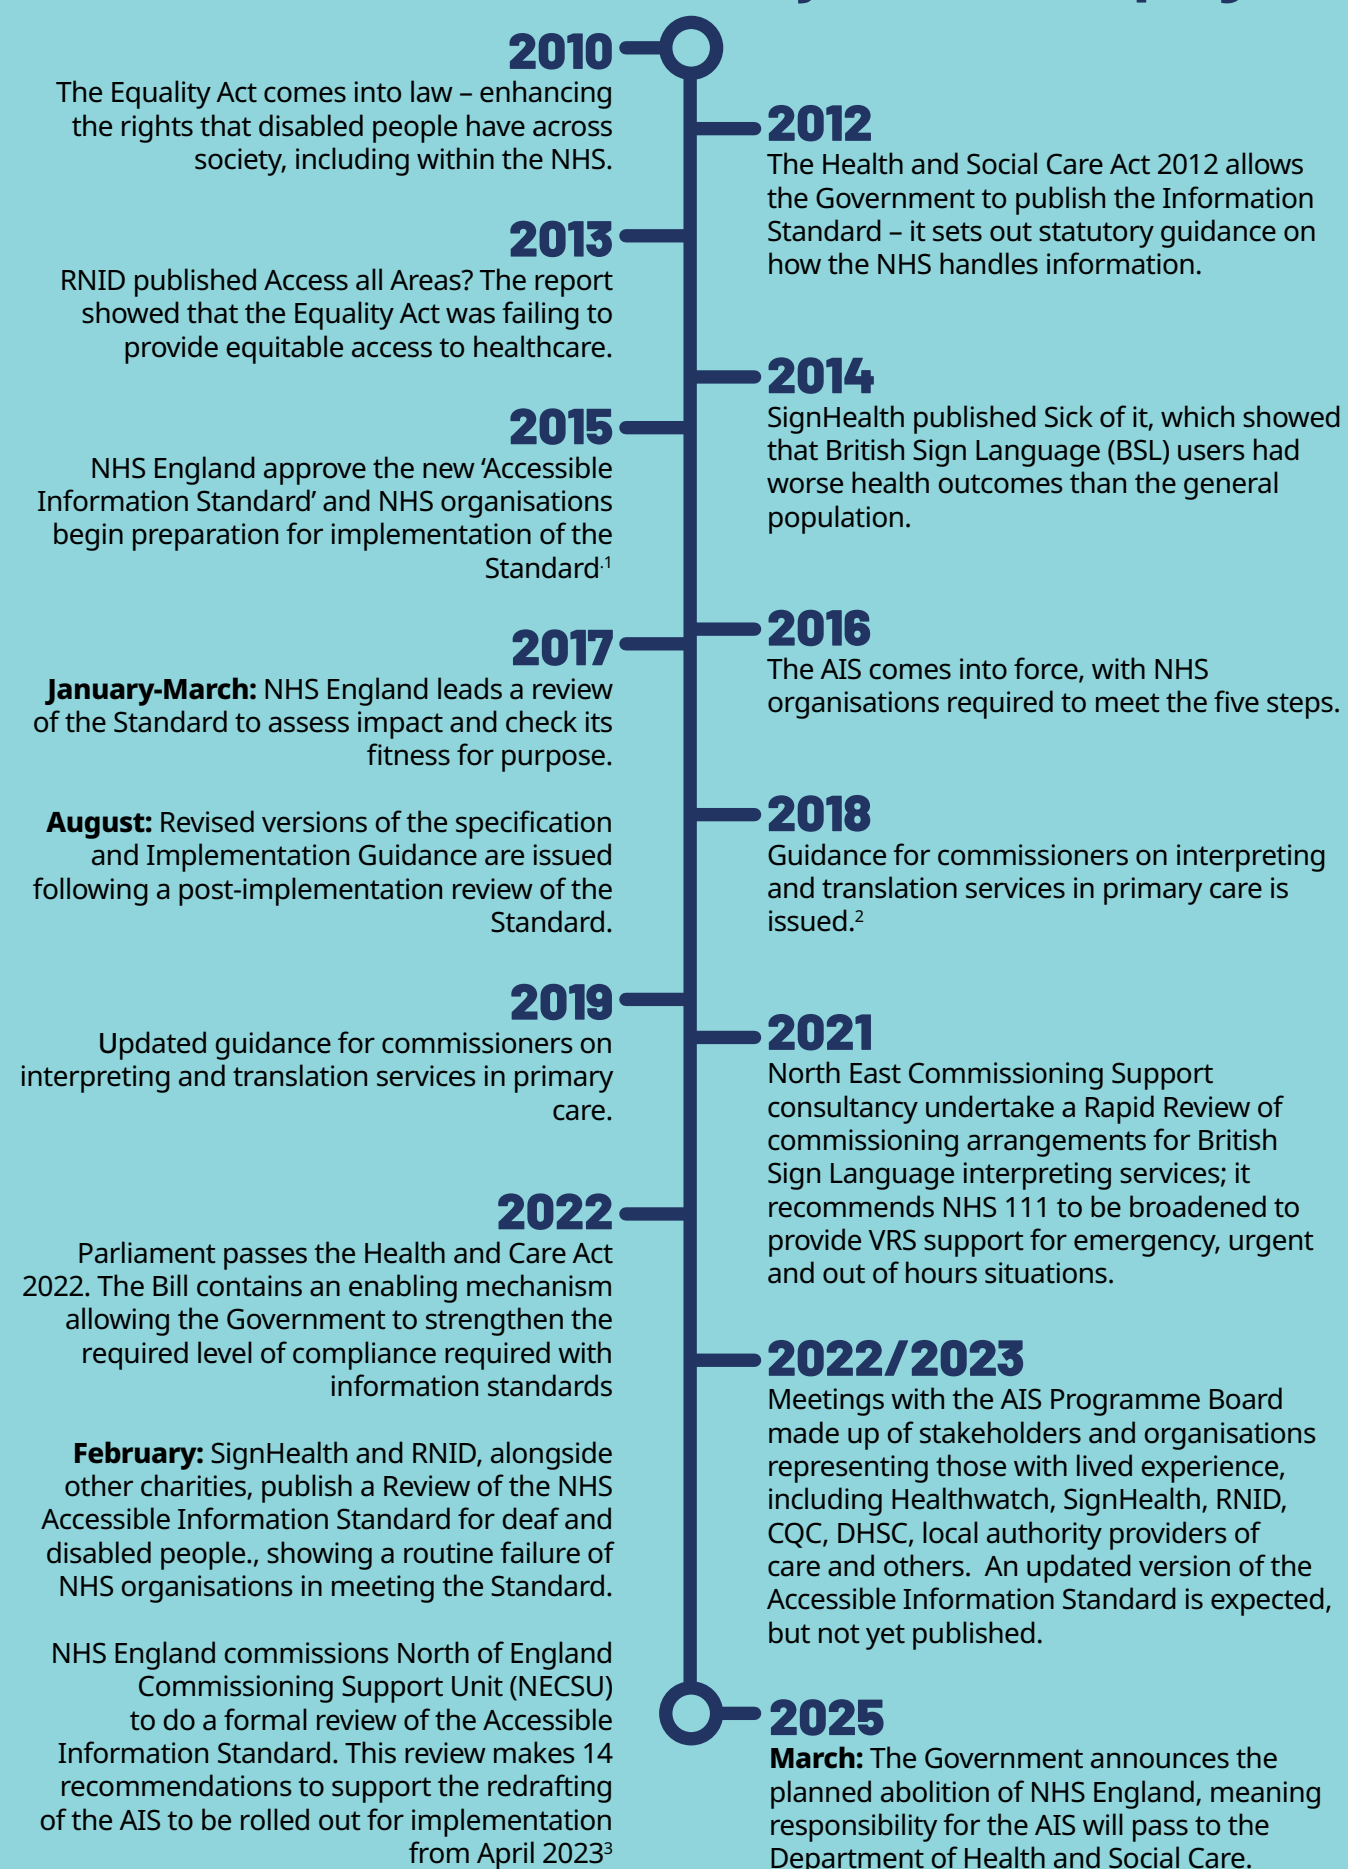 2010
The Equality Act comes into law – enhancing
the rights that disabled people have across
society, including within the NHS.
2012
The Health and Social Care Act 2012 allows
the Government to publish the Information
Standard – it sets out statutory guidance on
how the NHS handles information.
2013
RNID published Access all Areas? The report
showed that the Equality Act was failing to
provide equitable access to healthcare.
2014
SignHealth published Sick of it, which showed
that British Sign Language (BSL) users had
worse health outcomes than the general
population.
2015
NHS England approve the new ‘Accessible
Information Standard’ and NHS organisations
begin preparation for implementation of the
Standard.1
2016
The AIS comes into force, with NHS
organisations required to meet the five steps.
2017
January-March: NHS England leads a review
of the Standard to assess impact and check its
fitness for purpose.
August: Revised versions of the specification
and Implementation Guidance are issued
following a post-implementation review of the
Standard.
2018
Guidance for commissioners on interpreting
and translation services in primary care is
issued.2
2019
Updated guidance for commissioners on
interpreting and translation services in primary
care.
2021
North East Commissioning Support
consultancy undertake a Rapid Review of
commissioning arrangements for British
Sign Language interpreting services; it
recommends NHS 111 to be broadened to
provide VRS support for emergency, urgent
and out of hours situations.
2022
Parliament passes the Health and Care Act
2022. The Bill contains an enabling mechanism
allowing the Government to strengthen the
required level of compliance required with
information standards
February: SignHealth and RNID, alongside
other charities, publish a Review of the NHS
Accessible Information Standard for deaf and
disabled people., showing a routine failure of
NHS organisations in meeting the Standard.
NHS England commissions North of England
Commissioning Support Unit (NECSU)
to do a formal review of the Accessible
Information Standard. This review makes 14
recommendations to support the redrafting
of the AIS to be rolled out for implementation
from April 20233
2022/2023
Meetings with the AIS Programme Board
made up of stakeholders and organisations
representing those with lived experience,
including Healthwatch, SignHealth, RNID,
CQC, DHSC, local authority providers of
care and others.  An updated version of the
Accessible Information Standard is expected,
but not yet published.
2025
March: The Government announces the
planned abolition of NHS England, meaning
responsibility for the AIS will pass to the
Department of Health and Social Care.